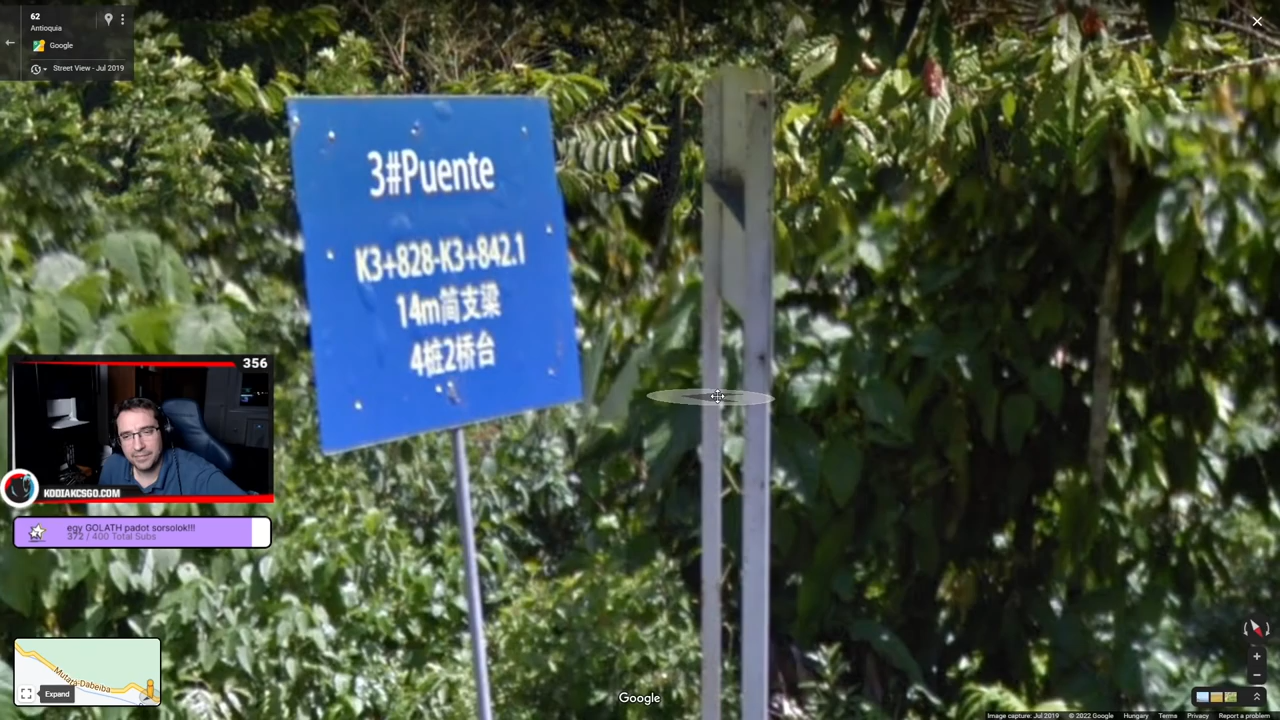 62
Antioquia
Google
Street View - Jul 2019
3#Puente
K3+828-K3+842.1
14m简支梁
4桩2桥台
356
KODIAKCSGO.COM
egy GOLATH padot sorsolok!!!
372 / 400 Total Subs
Mutatá-Dabeiba
Expand
Google
Image capture: Jul 2019 © 2022 Google Hungary Terms Privacy Report a problem